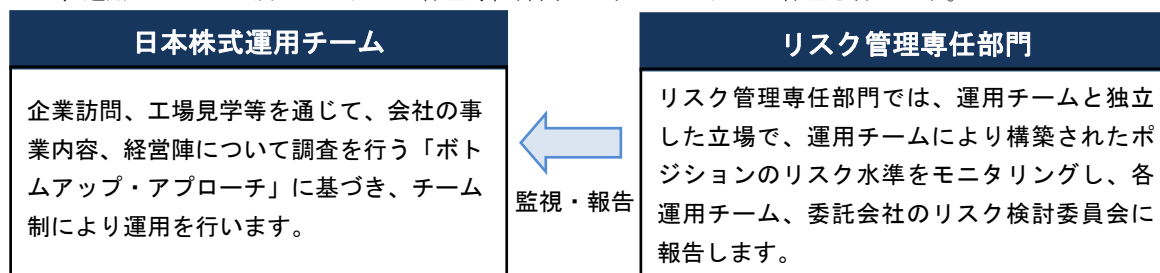 日本株式運用チーム
企業訪問、工場見学等を通じて、会社の事
業内容、経営陣について調査を行う「ボト
ムアップ・アプローチ」に基づき、チーム
制により運用を行います。
監視・報告
リスク管理専任部門
リスク管理専任部門では、運用チームと独立
した立場で、運用チームにより構築されたポ
ジションのリスク水準をモニタリングし、各
運用チーム、委託会社のリスク検討委員会に
報告します。